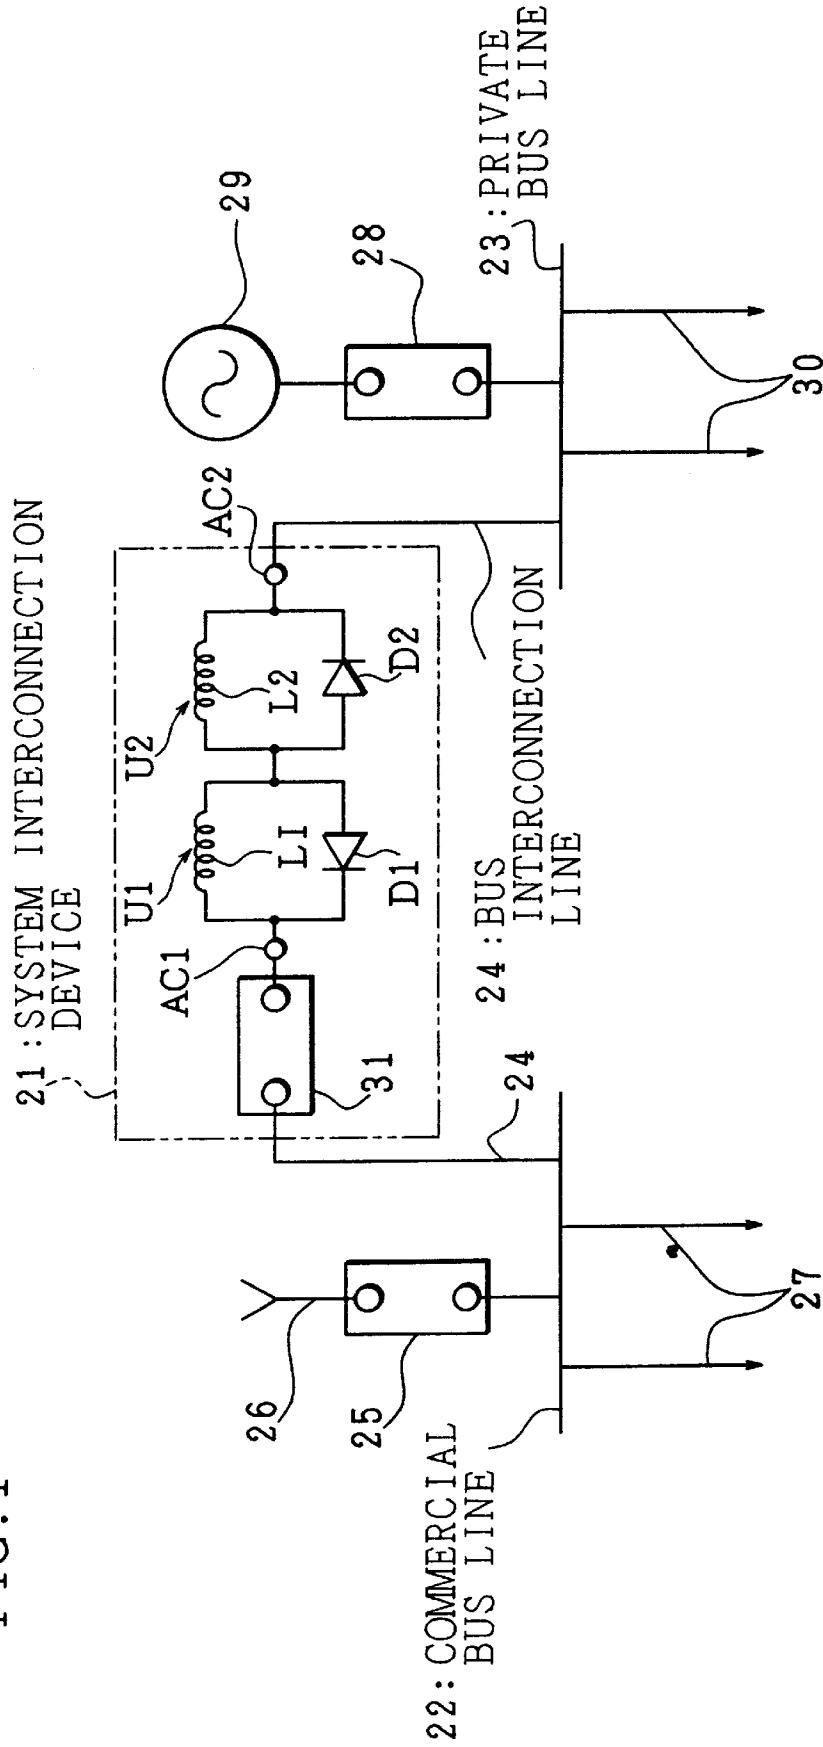 FIG. 1
21:SYSTEM INTERCONNECTION
DEVICE
U1
U2
AC1
AC2
L1
L2
D1
D2
31
29
28
26
25
24
24:BUS
INTERCONNECTION
LINE
23:PRIVATE
BUS LINE
22:COMMERCIAL
BUS LINE
27
30